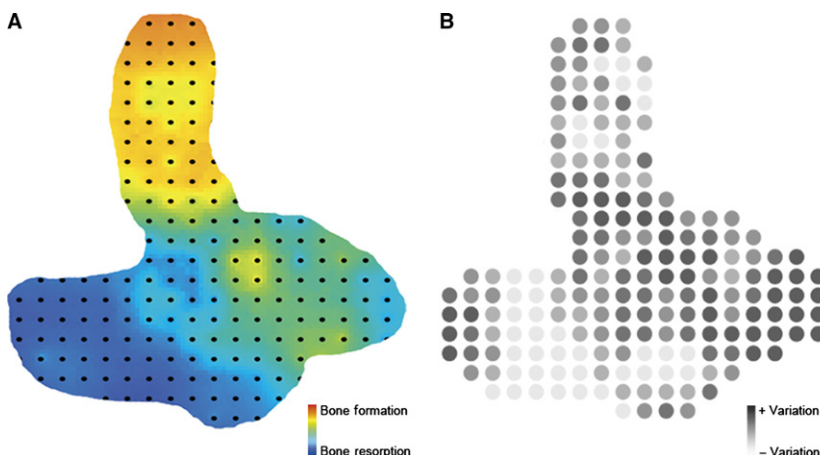 A
B
Bone formation
Bone resorption
+ Variation
− Variation